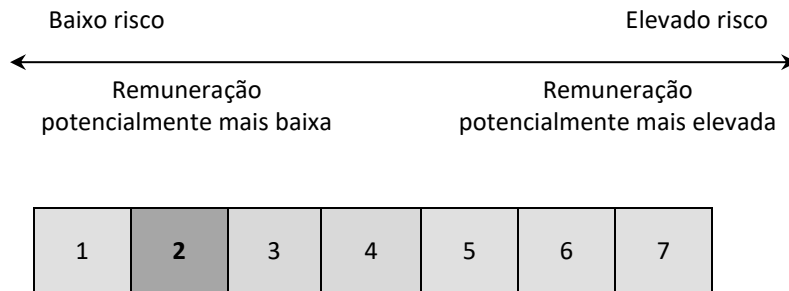 Baixo risco Elevado risco
Remuneração Remuneração
potencialmente mais baixa potencialmente mais elevada
1 2 3 4 5 6 7